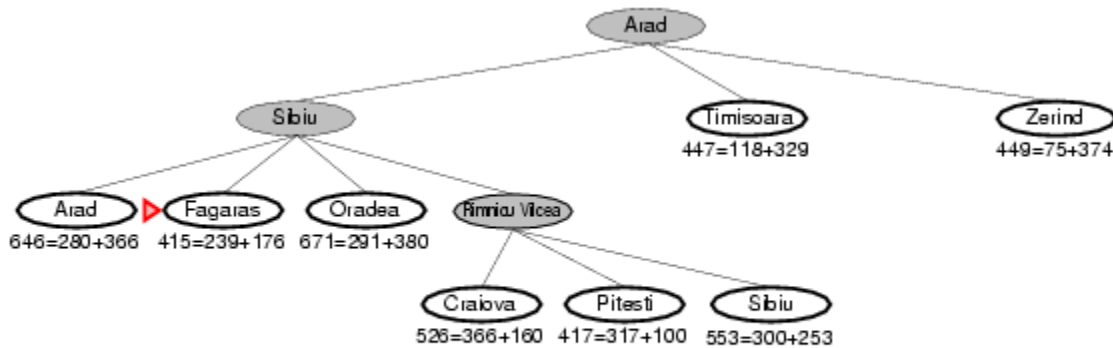 Arad
Sibiu
Timisoara
Zerind
447=118+329
449=75+374
Arad
Fagaras
Oradea
Rimnicu Vilcea
646=280+366
415=239+176
671=291+380
Craiova
Pitesti
Sibiu
526=366+160
417=317+100
553=300+253